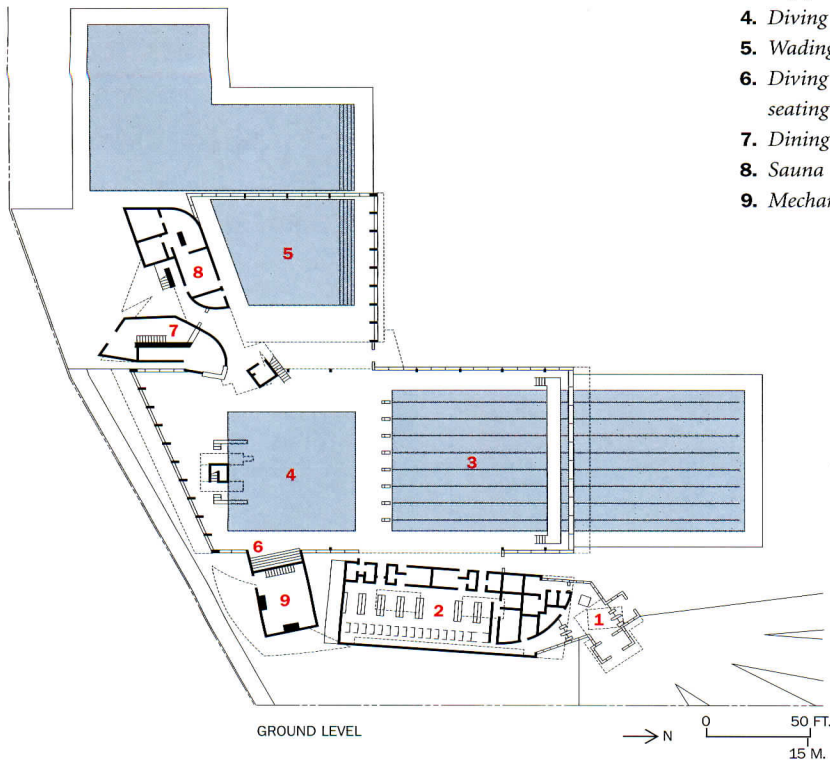 4. Diving
5. Wading
6. Diving
seating
7. Dining
8. Sauna
9. Mechan
5
8
7
3
4
6
9
2
1
GROUND LEVEL
N
0 50 FT.
15 M.